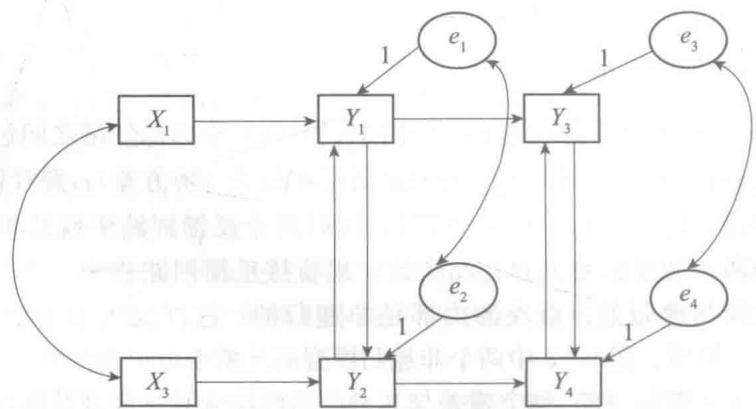 e₁
e₃
1
1
X₁
Y₁
Y₃
e₂
e₄
1
1
X₃
Y₂
Y₄